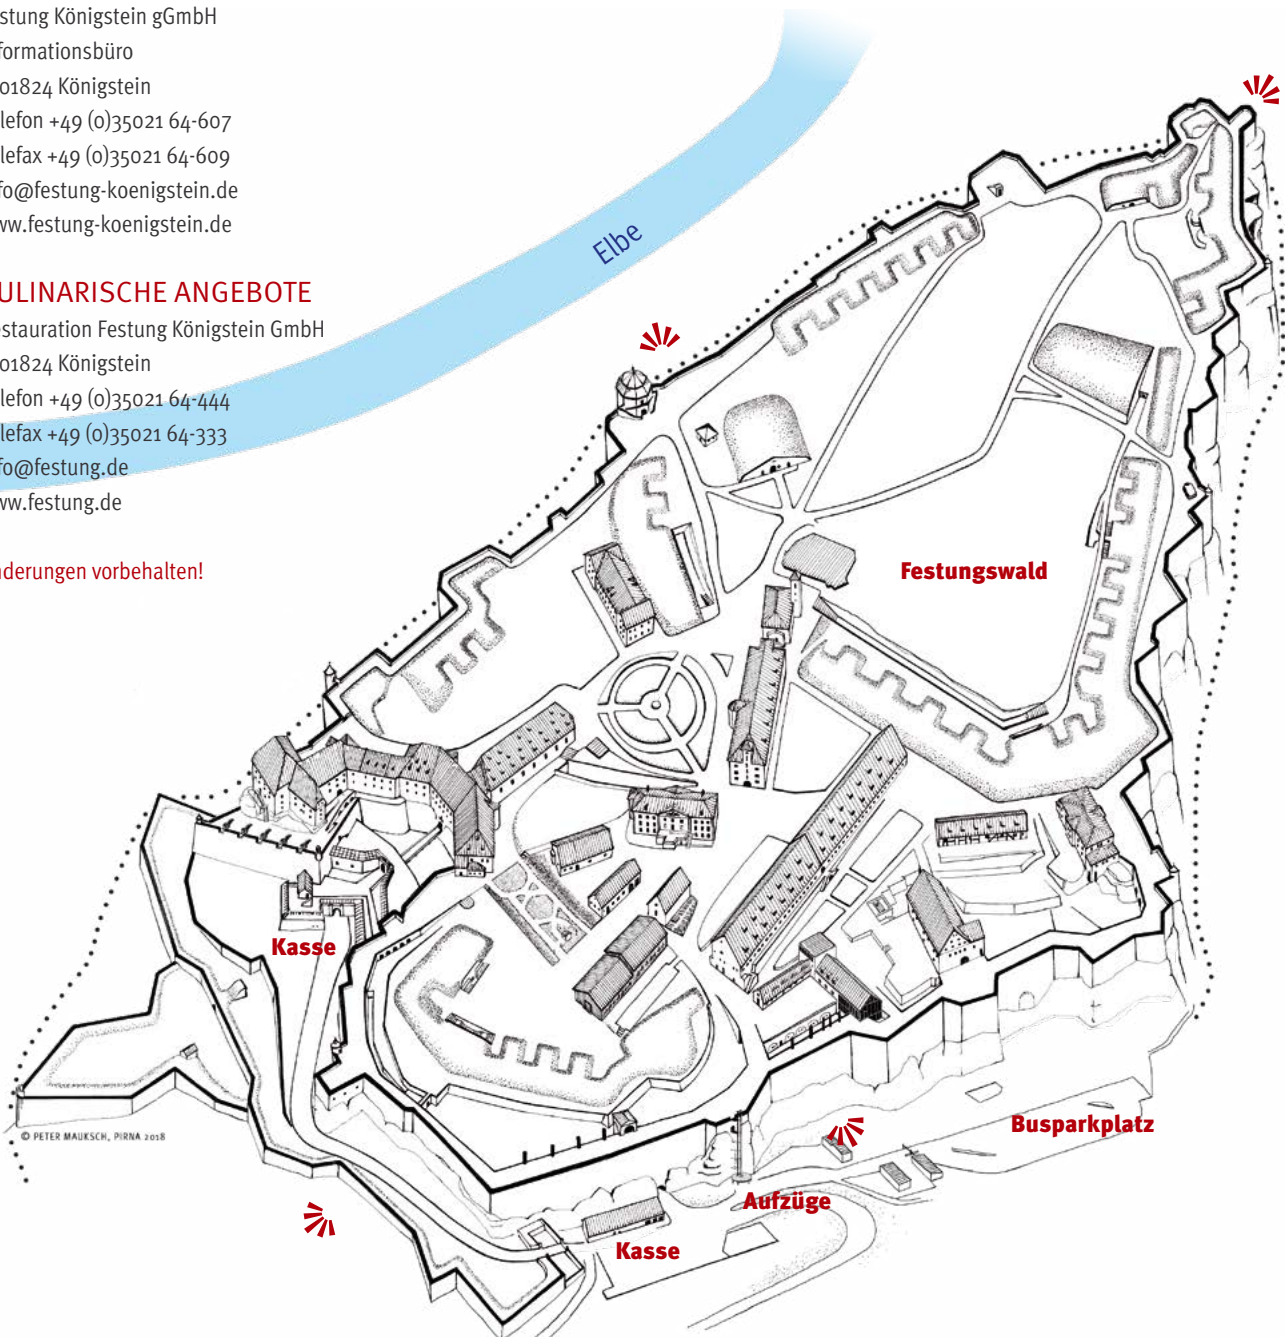 stung Königstein gGmbH
formationsbüro
01824 Königstein
lefon +49 (0)35021 64-607
lefax +49 (0)35021 64-609
fo@festung-koenigstein.de
ww.festung-koenigstein.de
ULINARISCHE ANGEBOTE
estauration Festung Königstein GmbH
01824 Königstein
lefon +49 (0)35021 64-444
lefax +49 (0)35021 64-333
fo@festung.de
ww.festung.de
nderungen vorbehalten!
Elbe
Festungswald
Kasse
© PETER MAUKSCH, PIRNA 2018
Busparkplatz
Aufzüge
Kasse